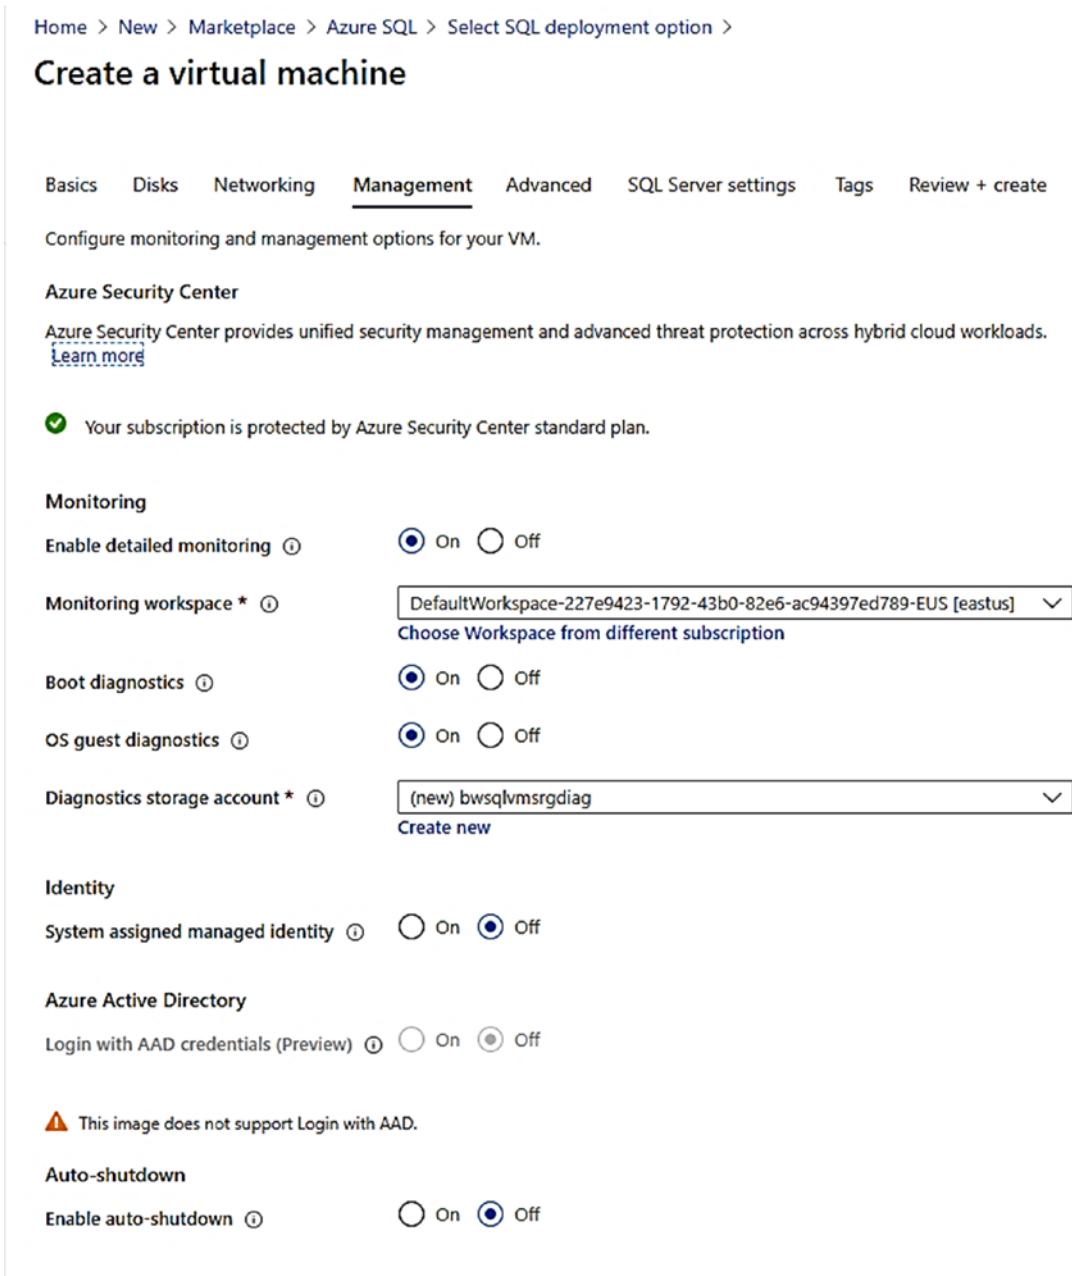 Home > New > Marketplace > Azure SQL > Select SQL deployment option >
Create a virtual machine
Basics Disks Networking Management Advanced SQL Server settings Tags Review + create
Configure monitoring and management options for your VM.
Azure Security Center
Azure Security Center provides unified security management and advanced threat protection across hybrid cloud workloads.
Learn more
Your subscription is protected by Azure Security Center standard plan.
Monitoring
Enable detailed monitoring On Off
Monitoring workspace * DefaultWorkspace-227e9423-1792-43b0-82e6-ac94397ed789-EUS [eastus]
Choose Workspace from different subscription
Boot diagnostics On Off
OS guest diagnostics On Off
Diagnostics storage account * (new) bwsqlvmsrgdiag
Create new
Identity
System assigned managed identity On Off
Azure Active Directory
Login with AAD credentials (Preview) On Off
This image does not support Login with AAD.
Auto-shutdown
Enable auto-shutdown On Off